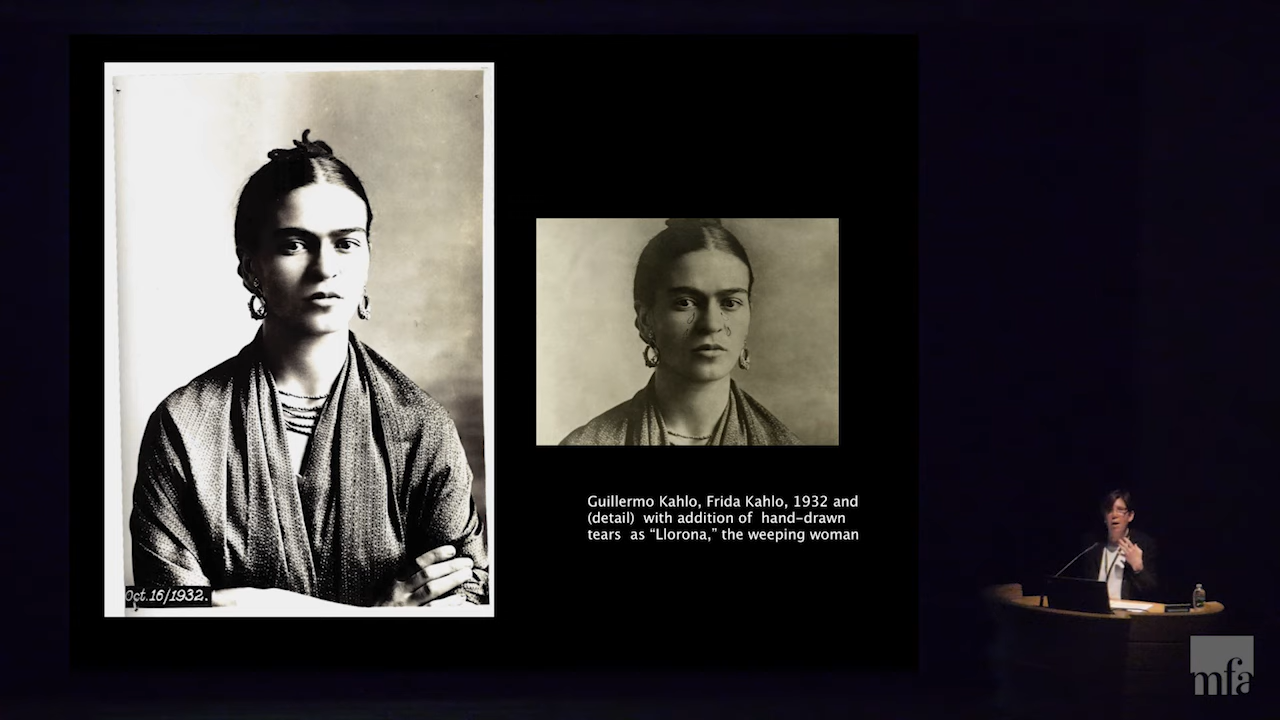 Oct.16/1932.
Guillermo Kahlo, Frida Kahlo, 1932 and
(detail)  with addition of  hand-drawn
tears  as “Llorona,” the weeping woman
mfa